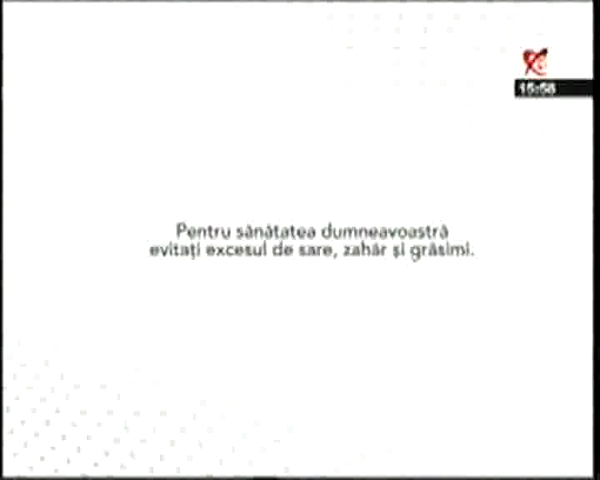 15:58
Pentru sănătatea dumneavoastră
evitați excesul de sare, zahăr și grăsimi.